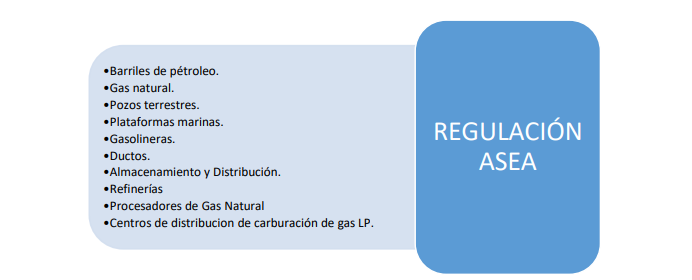 •Barriles de pétroleo.
•Gas natural.
•Pozos terrestres.
•Plataformas marinas.
•Gasolineras.
•Ductos.
•Almacenamiento y Distribución.
•Refinerías
•Procesadores de Gas Natural
•Centros de distribucion de carburación de gas LP.
REGULACIÓN
ASEA